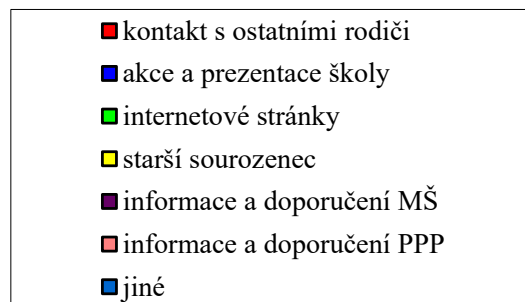 kontakt s ostatními rodiči
akce a prezentace školy
internetové stránky
starší sourozenec
informace a doporučení MŠ
informace a doporučení PPP
jiné